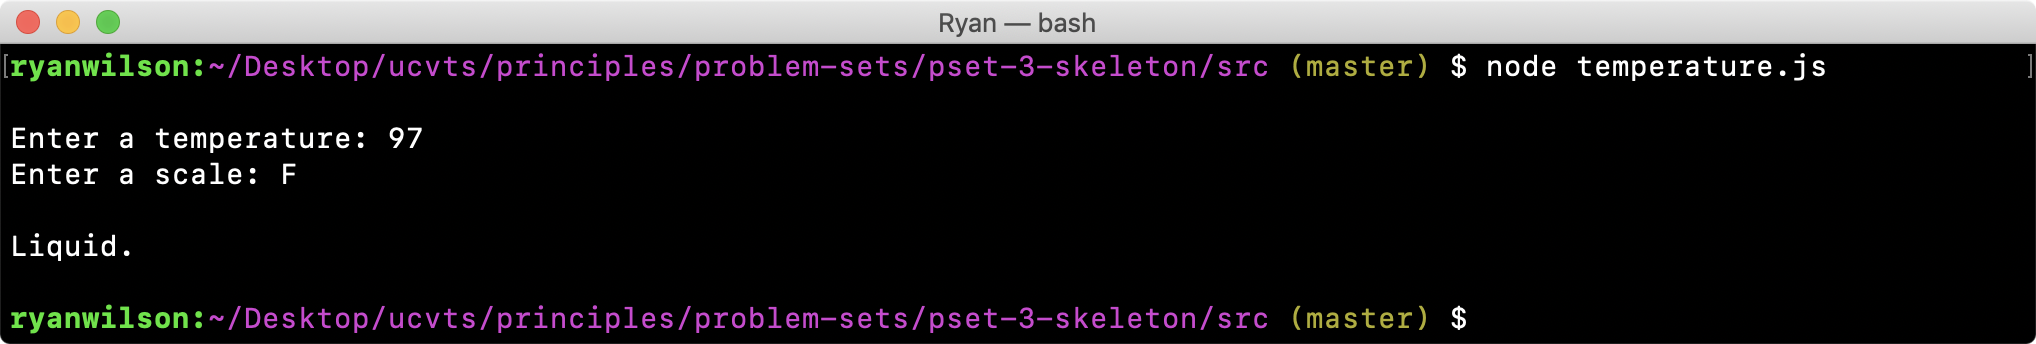 Ryan — bash
[ryanwilson:~/Desktop/ucvts/principles/problem-sets/pset-3-skeleton/src (master) $ node temperature.js ]
Enter a temperature: 97
Enter a scale: F
Liquid.
ryanwilson:~/Desktop/ucvts/principles/problem-sets/pset-3-skeleton/src (master) $